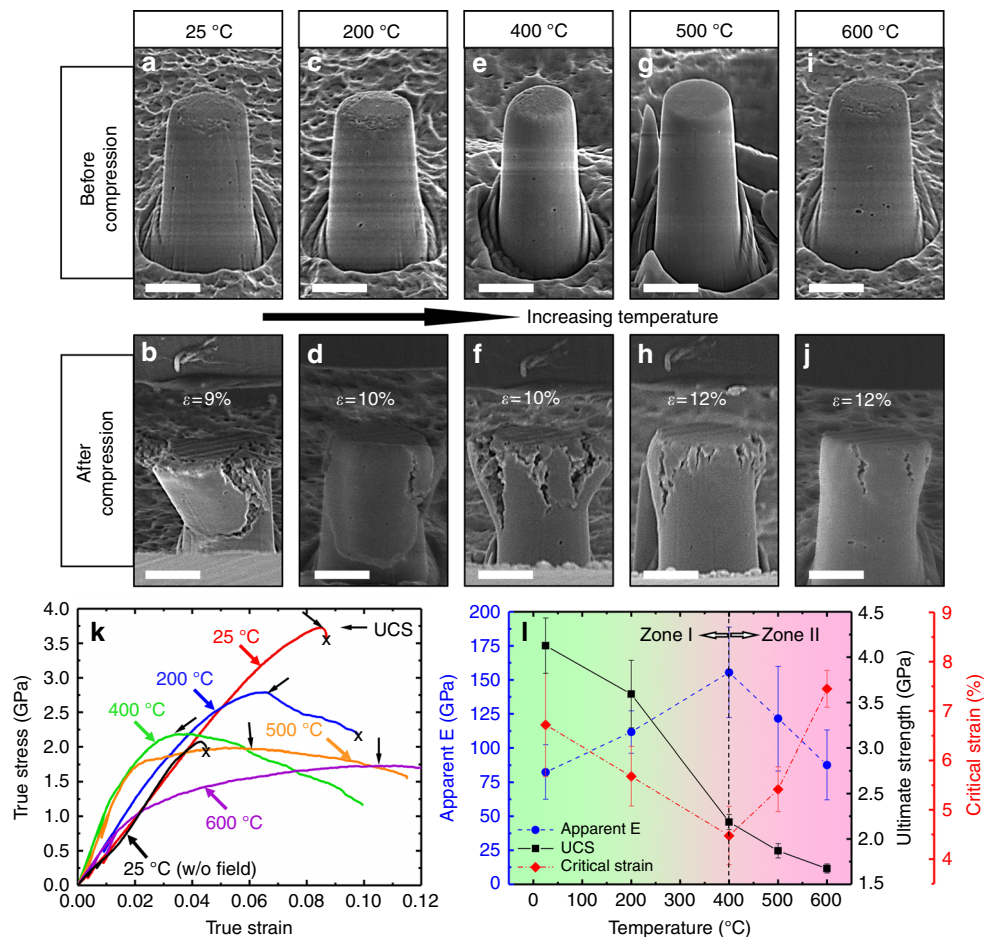 25 °C
200 °C
400 °C
500 °C
600 °C
Before compression
a
c
e
g
i
Increasing temperature
After compression
b
d
f
h
j
ε=9%
ε=10%
ε=10%
ε=12%
ε=12%
k
4.0
3.5
3.0
2.5
2.0
1.5
1.0
0.5
0.0
True stress (GPa)
0.00
0.02
0.04
0.06
0.08
0.10
0.12
True strain
UCS
25 °C
200 °C
400 °C
500 °C
600 °C
25 °C (w/o field)
X
X
X
l
Zone I
Zone II
200
175
150
125
100
75
50
25
0
Apparent E (GPa)
Apparent E
UCS
Critical strain
0
100
200
300
400
500
600
Temperature (°C)
4.5
4.0
3.5
3.0
2.5
2.0
1.5
Ultimate strength (GPa)
9
8
7
6
5
4
Critical strain (%)